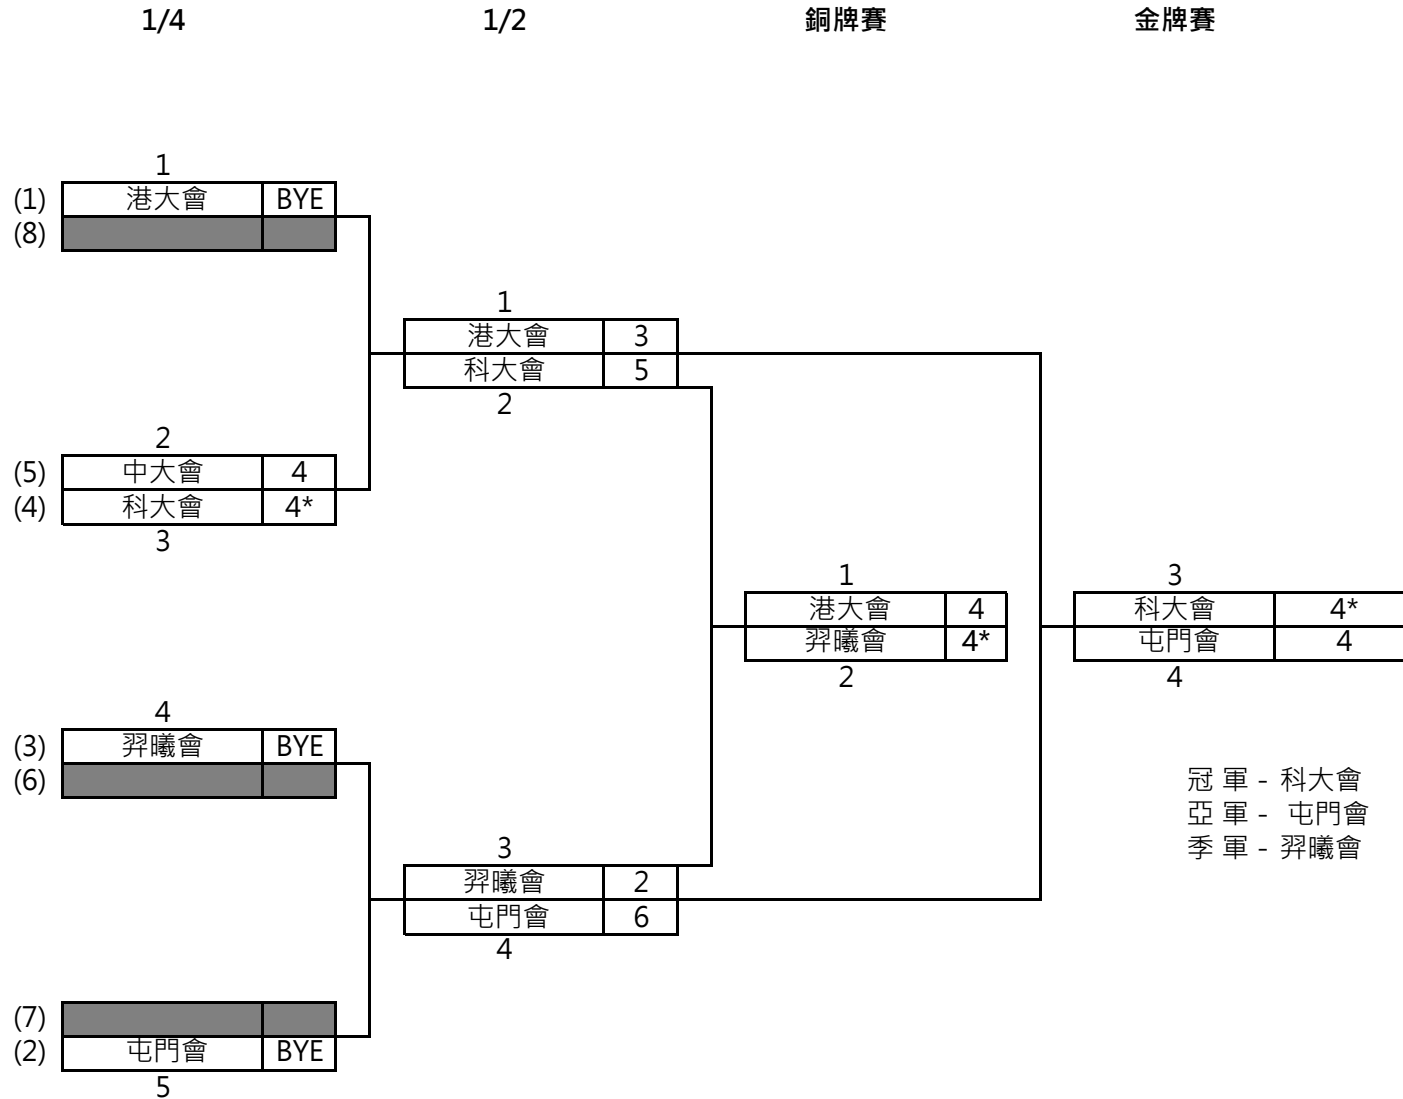 1/4 1/2 銅牌賽 金牌賽
1
(1) 港大會 BYE
(8)
1
港大會 3
科大會 5
2
2
(5) 中大會 4
(4) 科大會 4*
3
1
港大會 4
羿曦會 4*
2
3
科大會 4*
屯門會 4
4
4
(3) 羿曦會 BYE
(6)
冠 軍 - 科大會
亞 軍 - 屯門會
季 軍 - 羿曦會
3
羿曦會 2
屯門會 6
4
(7)
(2) 屯門會 BYE
5